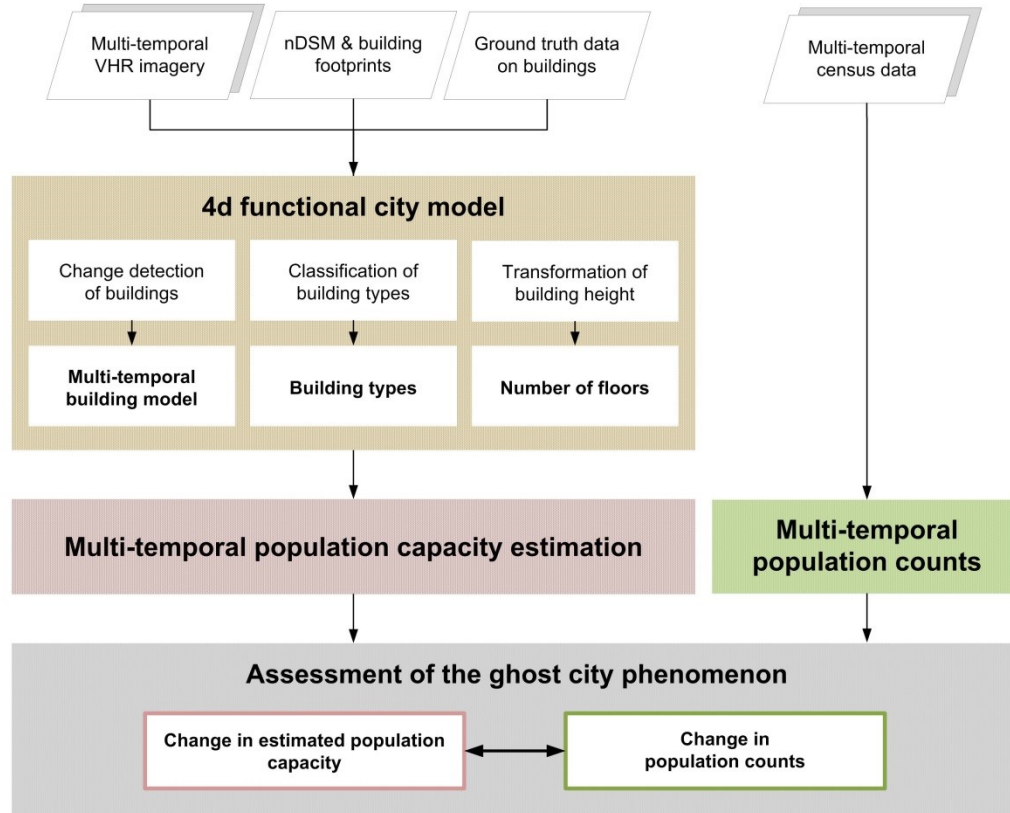 Multi-temporal
VHR imagery
nDSM & building
footprints
Ground truth data
on buildings
Multi-temporal
census data
4d functional city model
Change detection
of buildings
Classification of
building types
Transformation of
building height
Multi-temporal
building model
Building types
Number of floors
Multi-temporal population capacity estimation
Multi-temporal
population counts
Assessment of the ghost city phenomenon
Change in estimated population
capacity
Change in
population counts